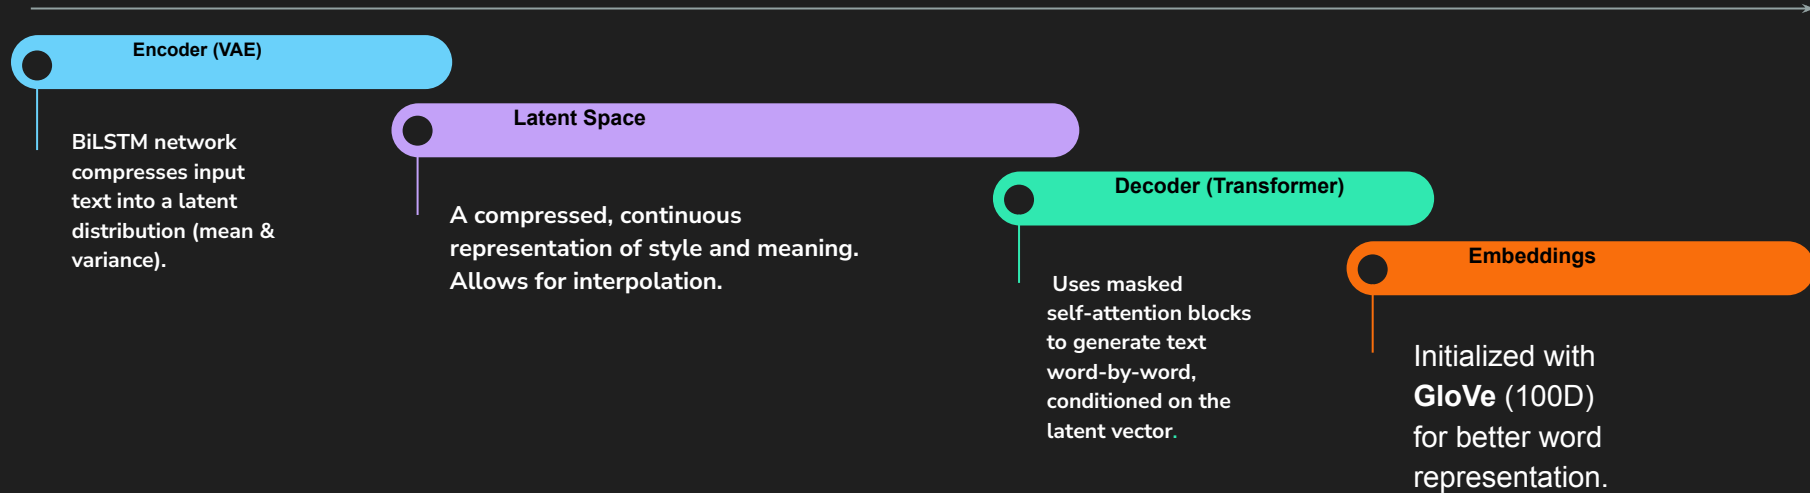 Encoder (VAE)
BiLSTM network
compresses input
text into a latent
distribution (mean &
variance).
Latent Space
A compressed, continuous
representation of style and meaning.
Allows for interpolation.
Decoder (Transformer)
Uses masked
self-attention blocks
to generate text
word-by-word,
conditioned on the
latent vector.
Embeddings
Initialized with
GloVe (100D)
for better word
representation.